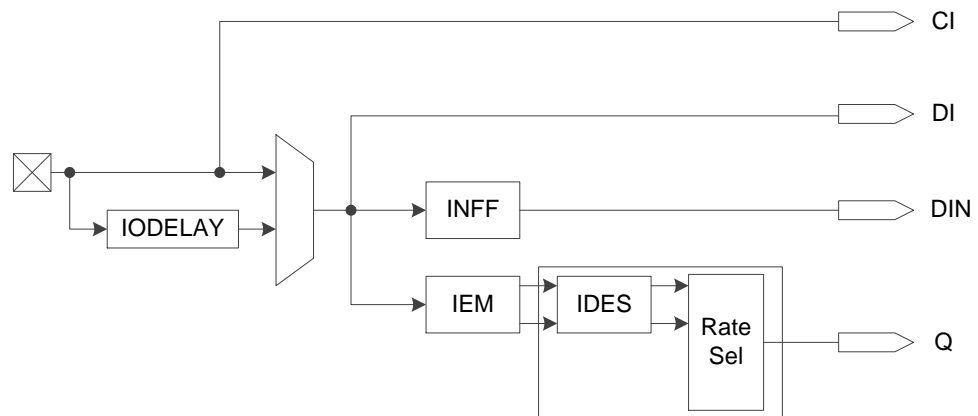 CI
DI
IODELAY
INFF
DIN
IEM
IDES
Rate
Sel
Q